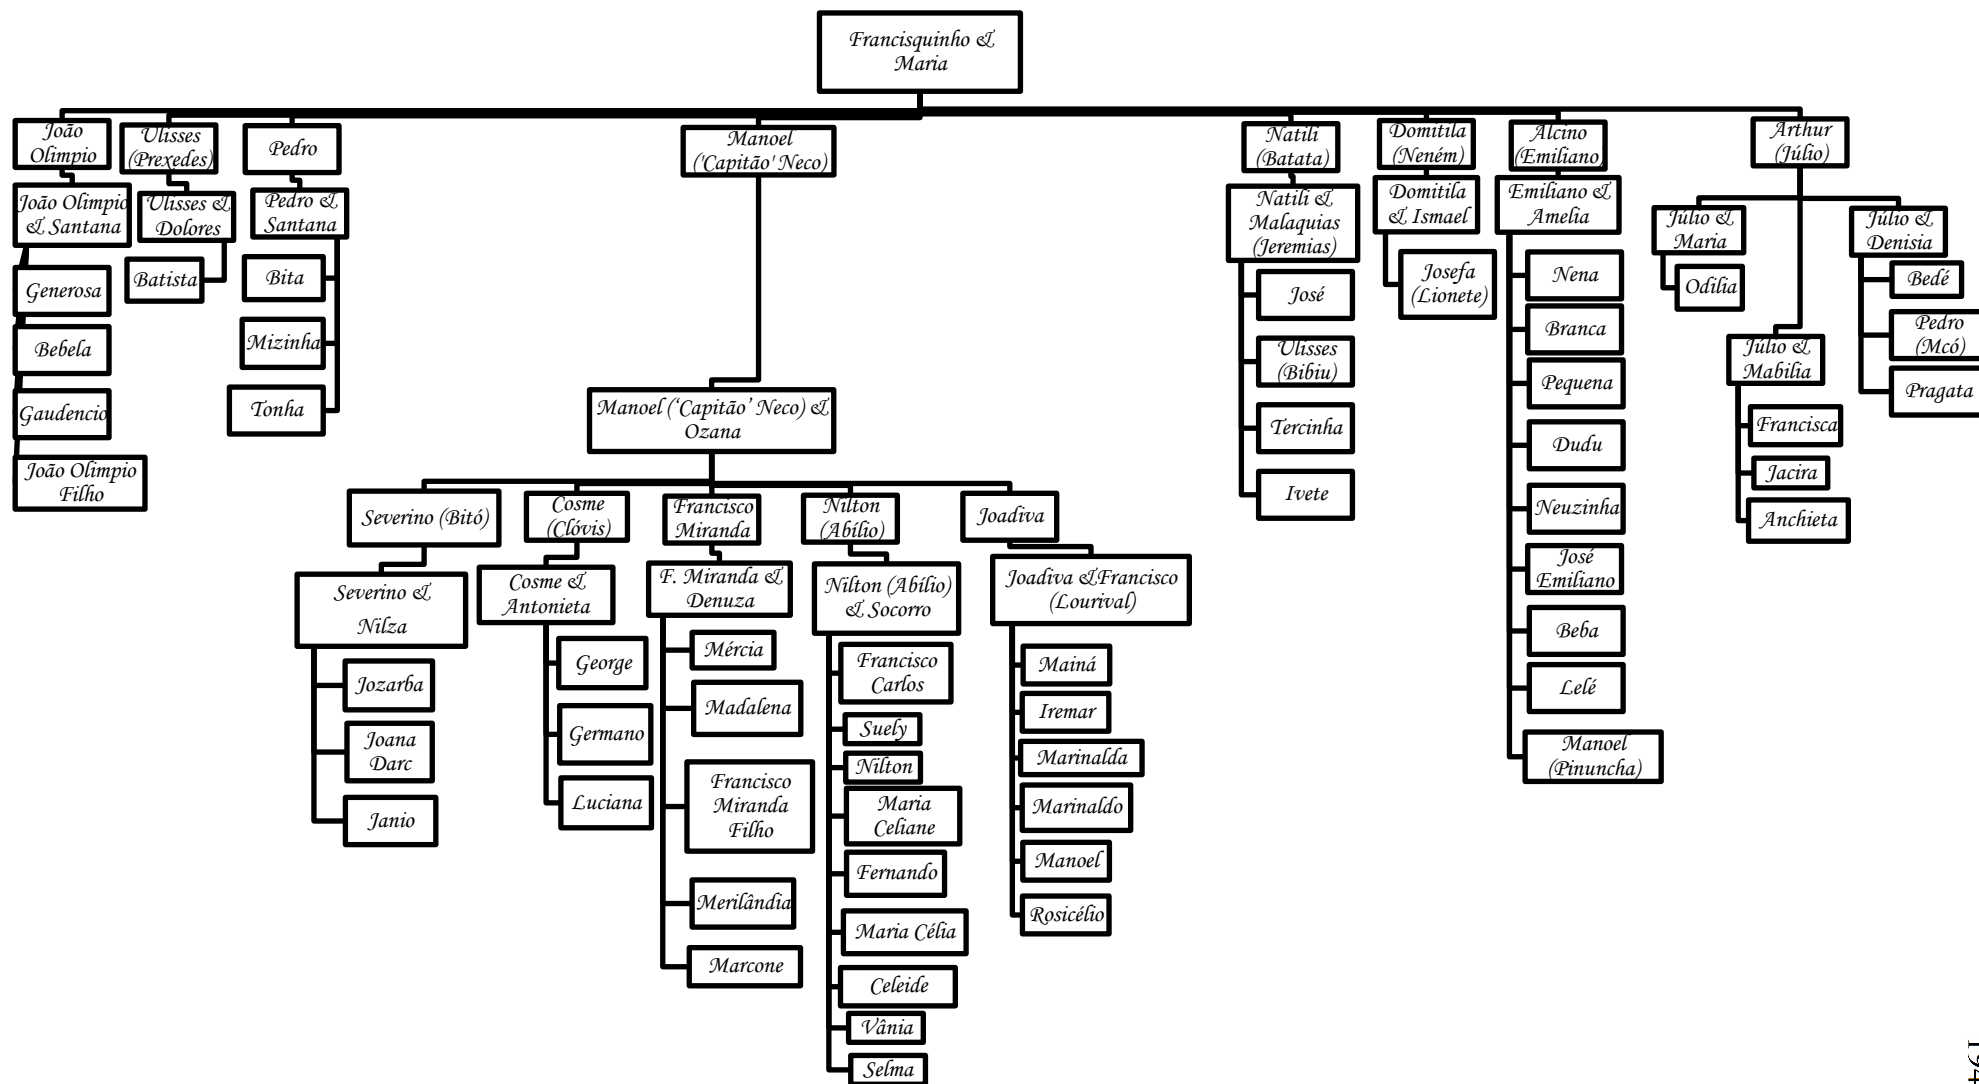 Francisquinho &
Maria
João
Olimpio
Ulisses
(Prexedes)
Pedro
Manoel
('Capitão' Neco)
Natili
(Batata)
Domitila
(Neném)
Alcino
(Emiliano)
Arthur
(Júlio)
João Olimpio
& Santana
Generosa
Bebela
Gaudencio
João Olimpio
Filho
Ulisses &
Dolores
Batista
Pedro &
Santana
Bita
Mizinha
Tonha
Manoel (‘Capitão’ Neco) &
Ozana
Severino (Bitó)
Cosme
(Clóvis)
Francisco
Miranda
Nilton
(Abílio)
Joadiva
Severino &
Nilza
Jozarba
Joana
Darc
Janio
Cosme &
Antonieta
George
Germano
Luciana
F. Miranda &
Denuza
Mércia
Madalena
Francisco
Miranda
Filho
Merilândia
Marcone
Nilton (Abílio)
& Socorro
Francisco
Carlos
Suely
Nilton
Maria
Celiane
Fernando
Maria Célia
Celeide
Vânia
Selma
Joadiva &Francisco
(Lourival)
Mainá
Iremar
Marinalda
Marinaldo
Manoel
Rosicélio
Natili &
Malaquias
(Jeremias)
José
Ulisses
(Bibiu)
Tercinha
Ivete
Domitila
& Ismael
Josefa
(Lionete)
Emiliano &
Amelia
Nena
Branca
Pequena
Dudu
Neuzinha
José
Emiliano
Beba
Lelé
Manoel
(Pinuncha)
Júlio &
Maria
Odilia
Júlio &
Mabilia
Francisca
Jacira
Anchieta
Júlio &
Denisia
Bedé
Pedro
(Mcó)
Pragata
194